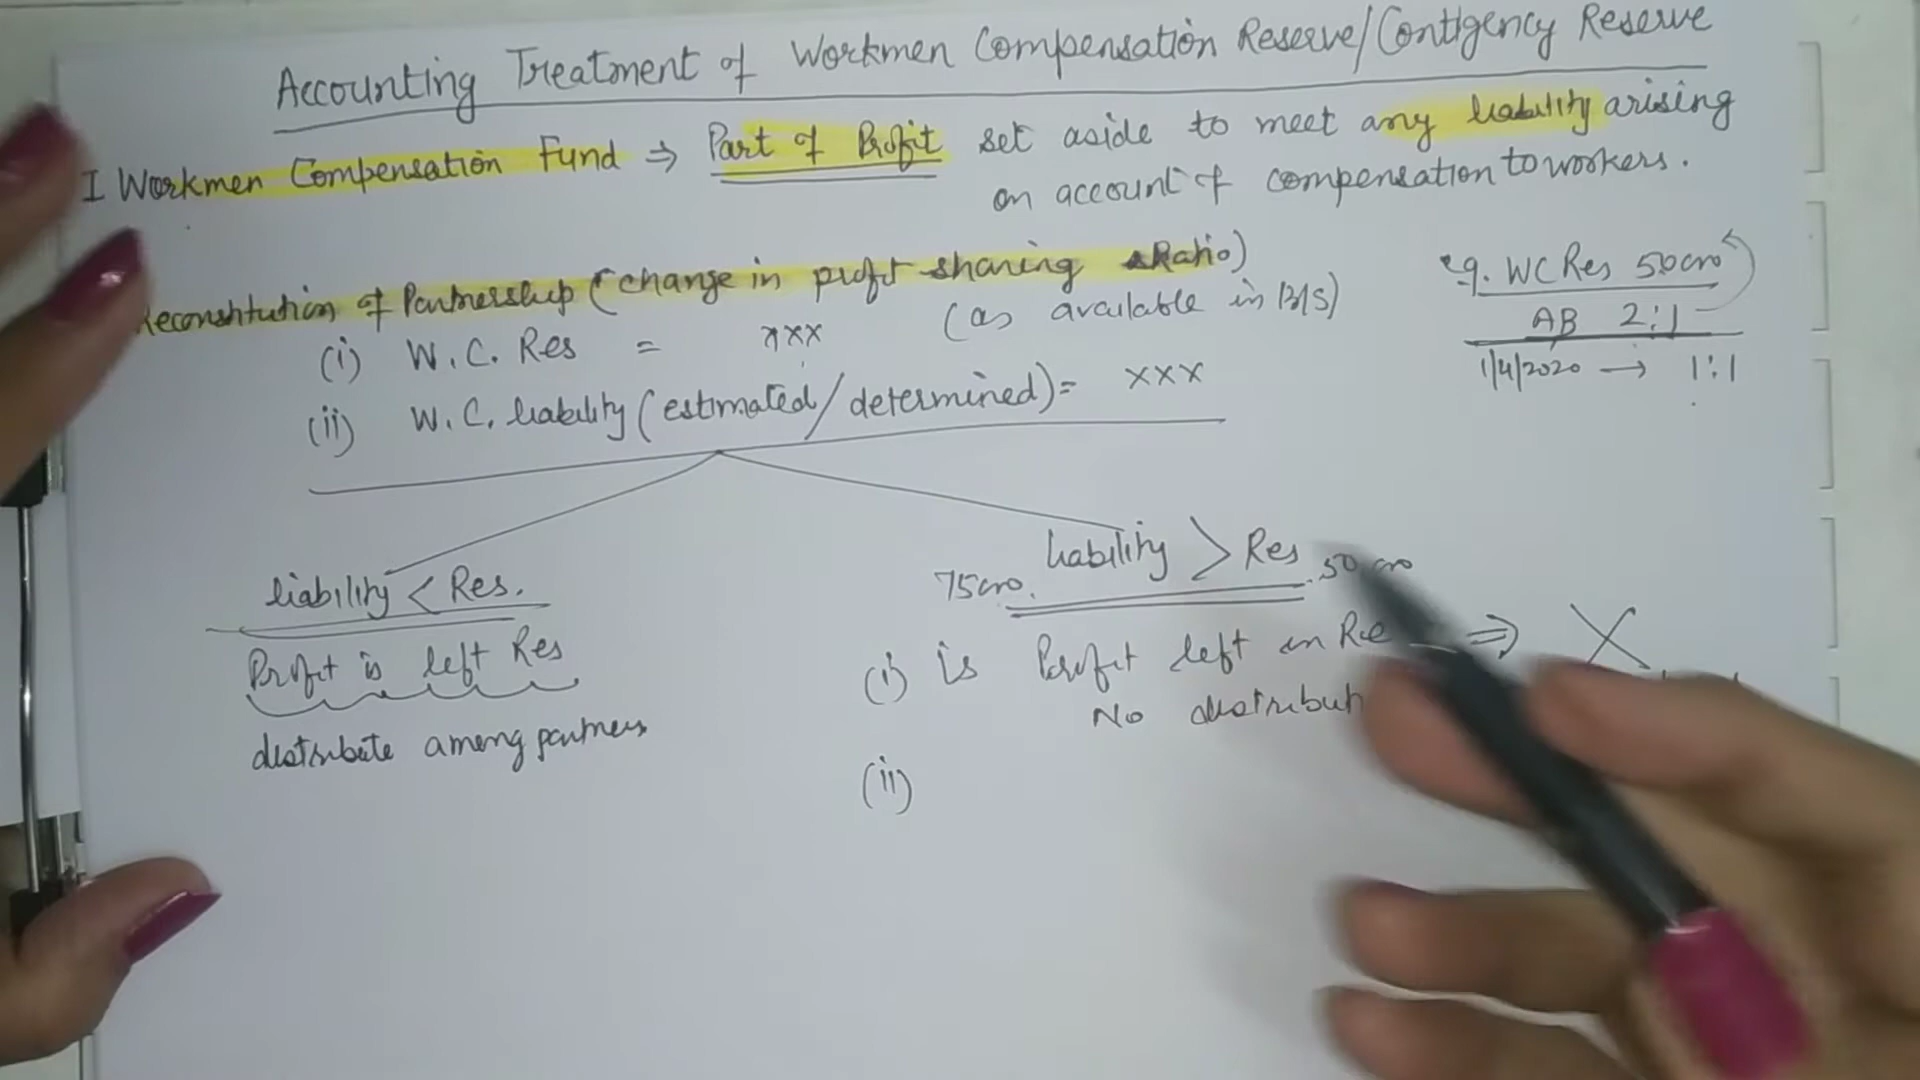 Accounting Treatment of Workmen Compensation Reserve/Contigency Reserve
I Workmen Compensation Fund ⇒ Part of Profit set aside to meet any liability arising
on account of compensation to workers.
Reconstitution of Partnership (change in profit sharing Ratio)
(i) W.C. Res = xxx (as available in B/S)
(ii) W.C. liability (estimated/determined) = xxx
eg. WC Res 50000
AB 2:1
1/4/2020 → 1:1
liability < Res.
Profit is left Res
distribute among partners
75000. liability > Res. 50000
(i) is Profit left in Re ⇒ X
No distribut
(ii)